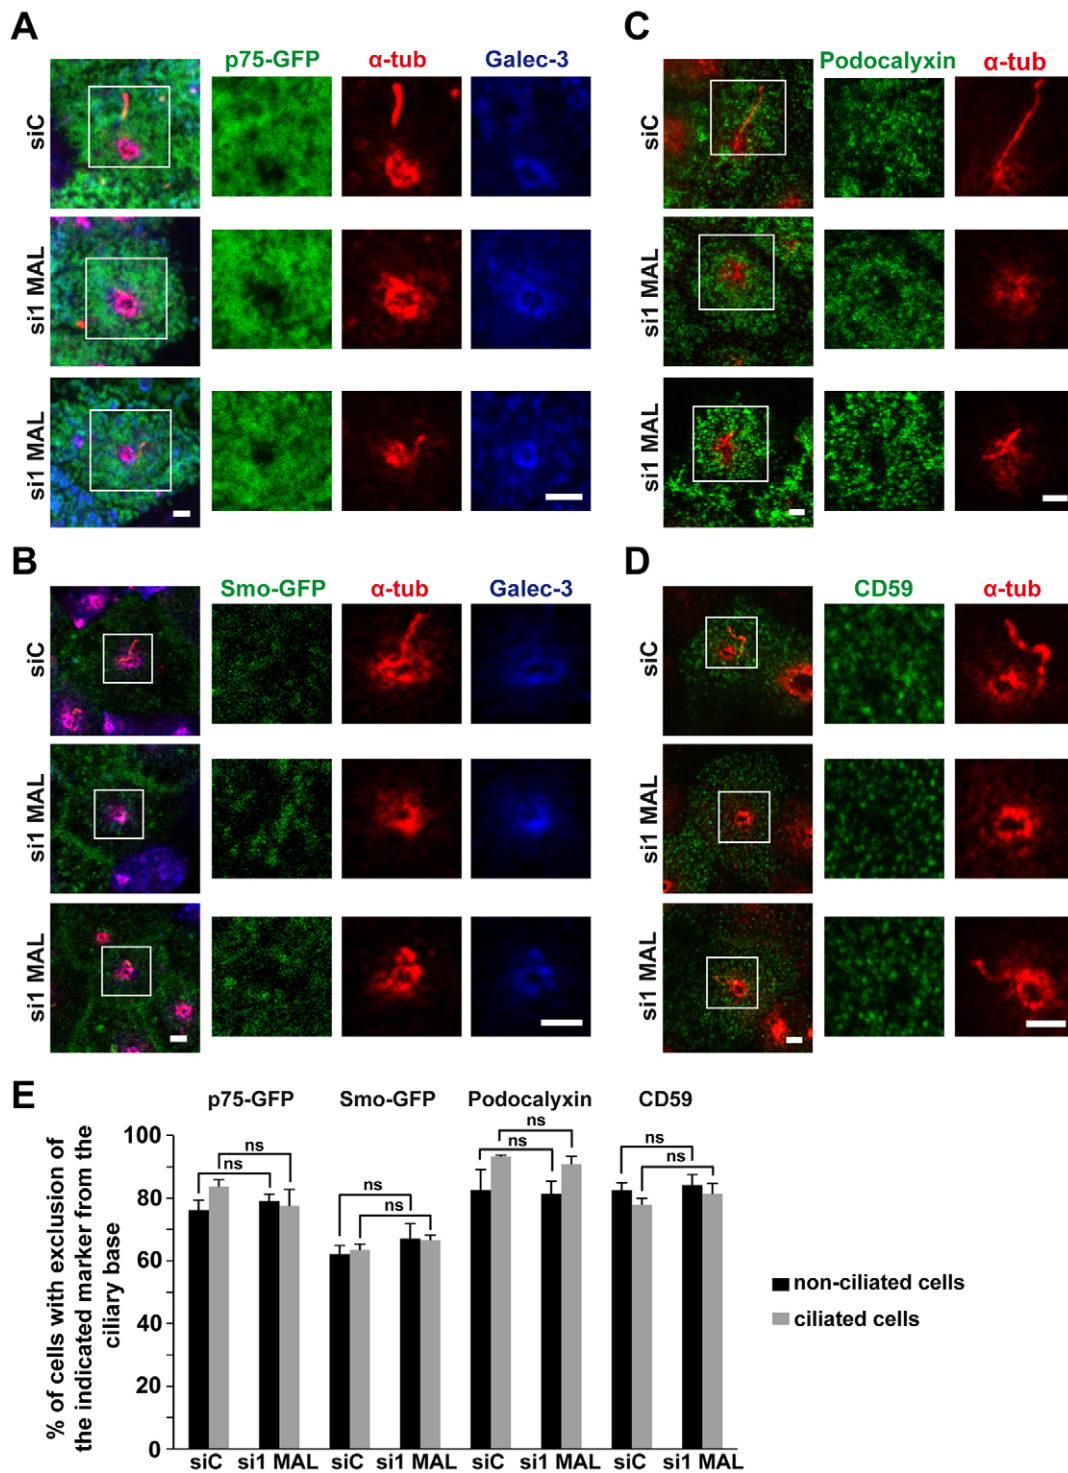 A
p75-GFP α-tub Galec-3
siC
si1 MAL
si1 MAL
C
Podocalyxin α-tub
siC
si1 MAL
si1 MAL
B
Smo-GFP α-tub Galec-3
siC
si1 MAL
si1 MAL
D
CD59 α-tub
siC
si1 MAL
si1 MAL
E
p75-GFP Smo-GFP Podocalyxin CD59
% of cells with exclusion of
the indicated marker from the
ciliary base
100
80
60
40
20
0
ns
ns
ns
ns
ns
ns
ns
ns
siC si1 MAL siC si1 MAL siC si1 MAL siC si1 MAL
non-ciliated cells
ciliated cells